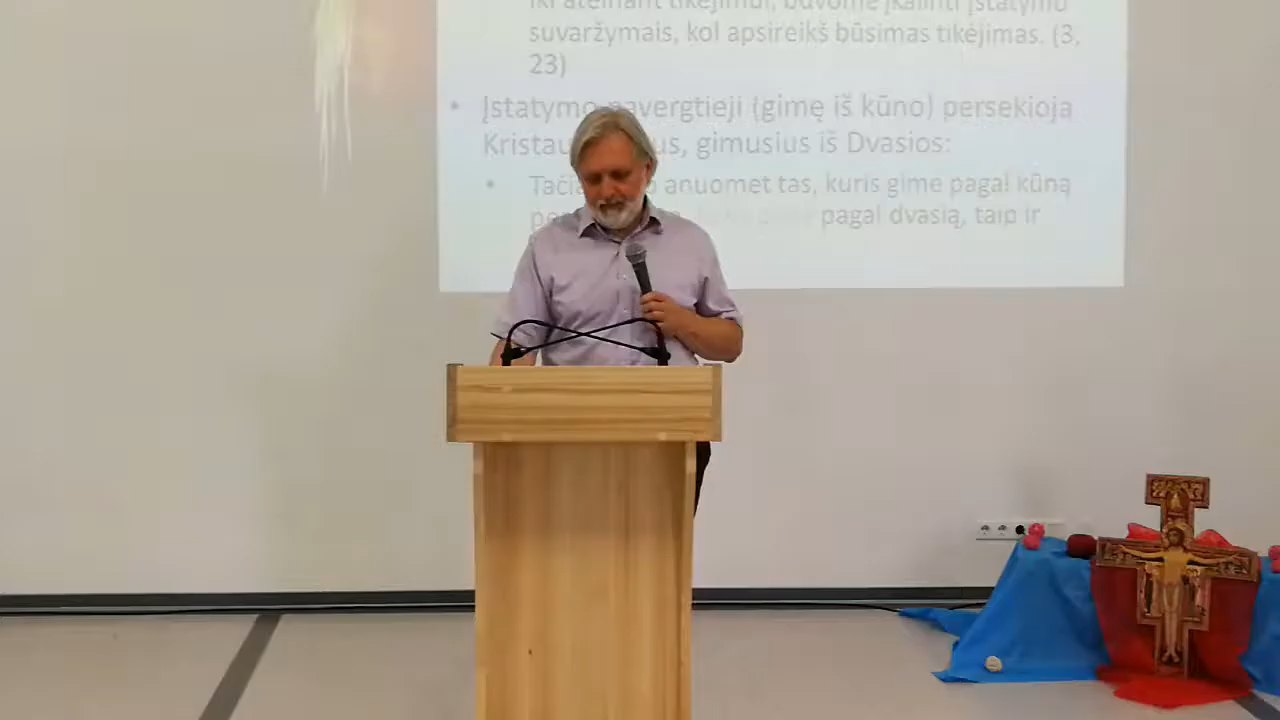 iki ateinant tikėjimui, buvome įkalinti įstatymo
suvaržymais, kol apsireikš būsimas tikėjimas. (3,
23)
• Įstatymo pavergtieji (gimę iš kūno) persekioja
Kristaus gimusius iš Dvasios:
• anuomet tas, kuris gimė pagal kūną
pagal dvasią, taip ir